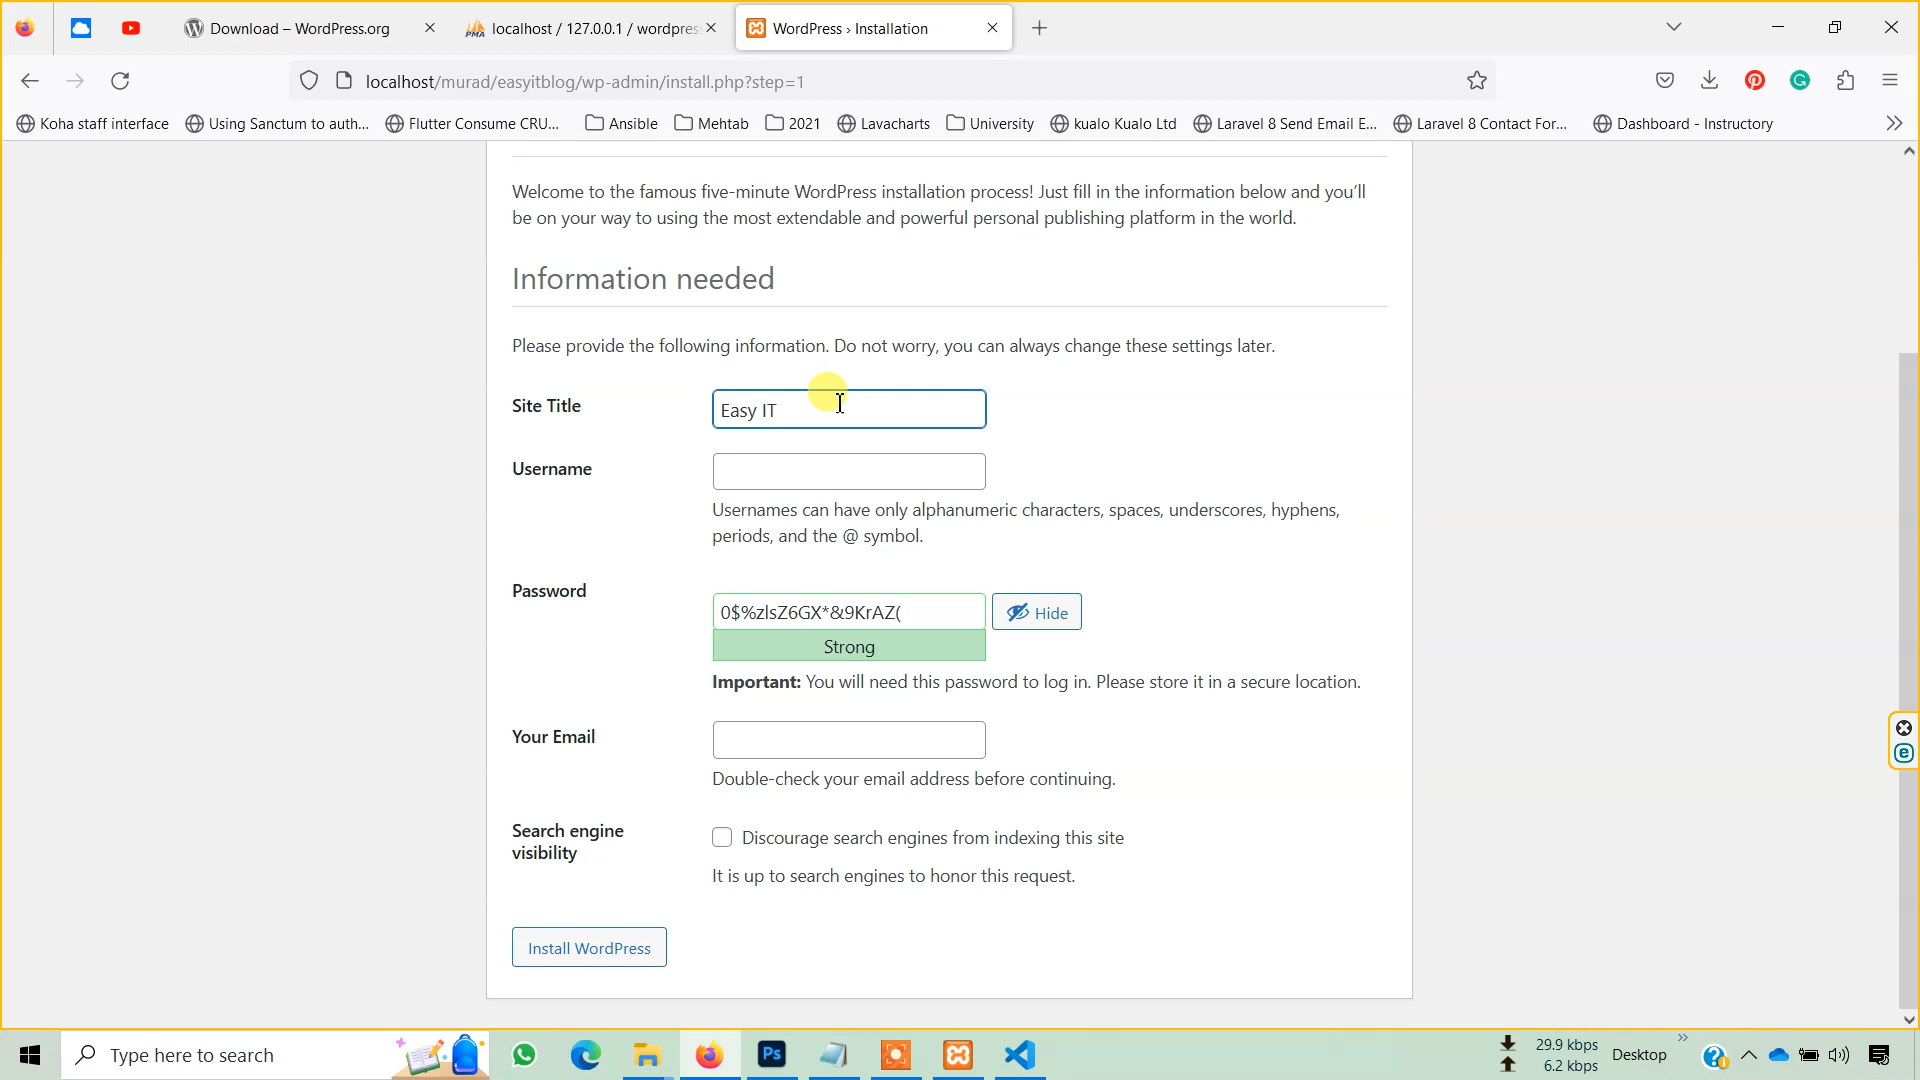 Download – WordPress.org
PMA localhost / 127.0.0.1 / wordpres
WordPress › Installation
localhost/murad/easyitblog/wp-admin/install.php?step=1
Koha staff interface
Using Sanctum to auth...
Flutter Consume CRU...
Ansible
Mehtab
2021
Lavacharts
University
kualo Kualo Ltd
Laravel 8 Send Email E...
Laravel 8 Contact For...
Dashboard - Instructory
Welcome to the famous five-minute WordPress installation process! Just fill in the information below and you’ll
be on your way to using the most extendable and powerful personal publishing platform in the world.
Information needed
Please provide the following information. Do not worry, you can always change these settings later.
Site Title
Easy IT
Username
Usernames can have only alphanumeric characters, spaces, underscores, hyphens,
periods, and the @ symbol.
Password
0$%zlsZ6GX*&9KrAZ(
Hide
Strong
Important: You will need this password to log in. Please store it in a secure location.
Your Email
Double-check your email address before continuing.
Search engine
visibility
Discourage search engines from indexing this site
It is up to search engines to honor this request.
Install WordPress
Type here to search
Ps
29.9 kbps
6.2 kbps
Desktop